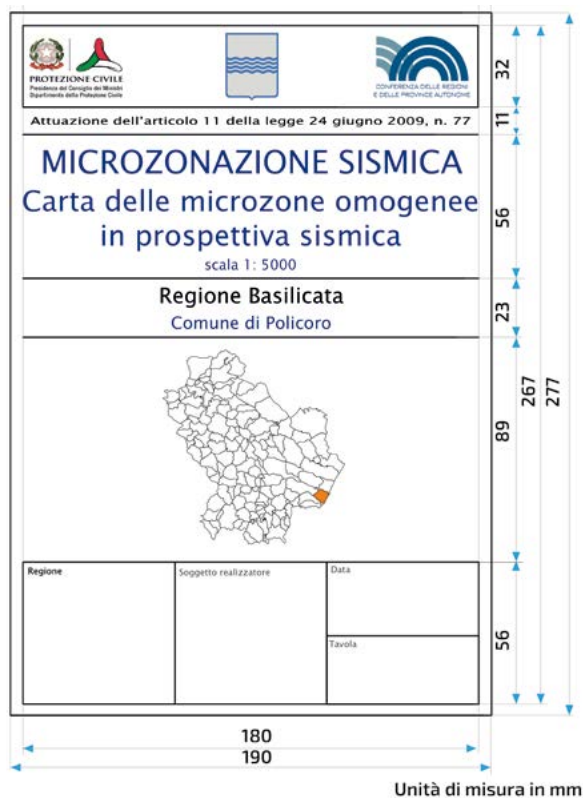 PROTEZIONE CIVILE
Presidenza del Consiglio dei Ministri
Dipartimento della Protezione Civile
CONFERENZA DELLE REGIONI
E DELLE PROVINCE AUTONOME
32
Attuazione dell'articolo 11 della legge 24 giugno 2009, n. 77
11
MICROZONAZIONE SISMICA
Carta delle microzone omogenee
in prospettiva sismica
scala 1: 5000
56
Regione Basilicata
Comune di Policoro
23
89
267
277
Regione
Soggetto realizzatore
Data
Tavola
56
180
190
Unità di misura in mm